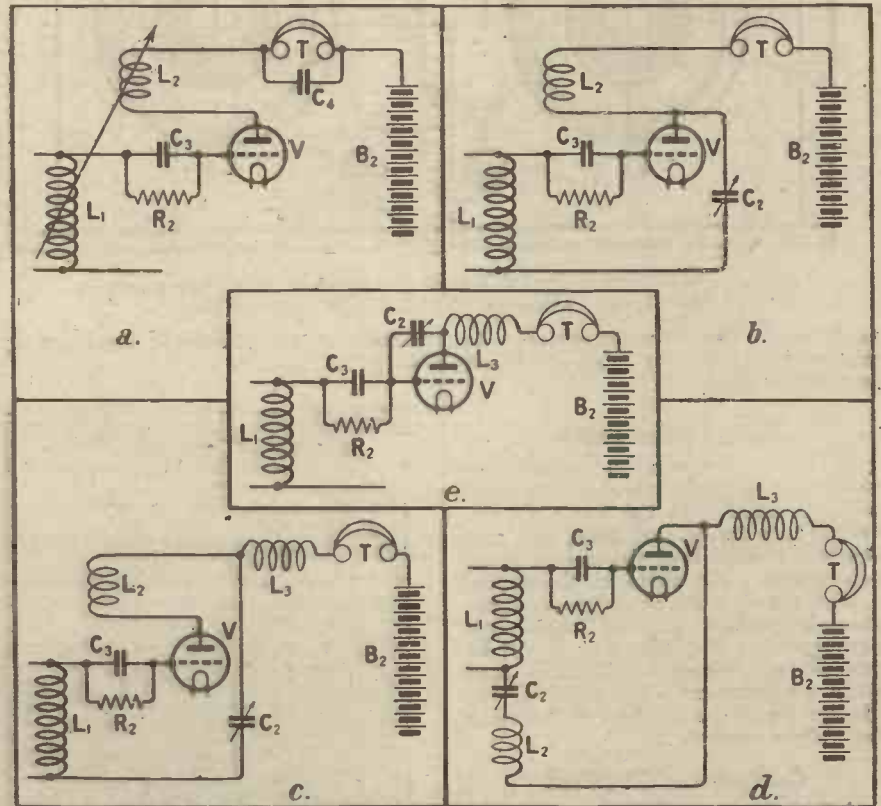 L₂
T
C₄
C₃
V
B₂
L₁
R₂
a.
L₂
T
C₃
V
B₂
C₂
L₁
R₂
b.
C₂
L₃
T
C₃
V
B₂
L₁
R₂
e.
L₂
L₃
T
C₃
V
B₂
L₁
R₂
C₂
c.
L₃
C₃
V
T
L₁
R₂
B₂
C₂
L₂
d.